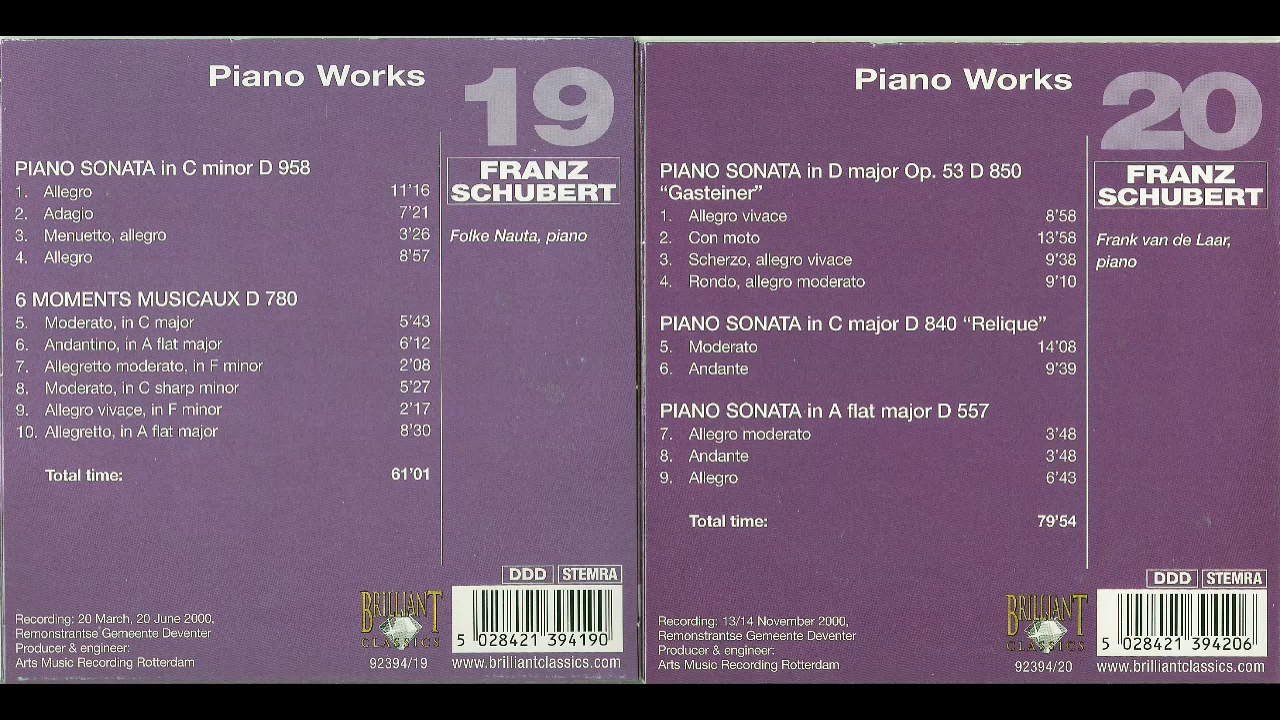 Piano Works
19
PIANO SONATA in C minor D 958
1. Allegro 11'16
2. Adagio 7'21
3. Menuetto, allegro 3'26
4. Allegro 8'57
6 MOMENTS MUSICAUX D 780
5. Moderato, in C major 5'43
6. Andantino, in A flat major 6'12
7. Allegretto moderato, in F minor 2'08
8. Moderato, in C sharp minor 5'27
9. Allegro vivace, in F minor 2'17
10. Allegretto, in A flat major 8'30
Total time: 61'01
FRANZ
SCHUBERT
Folke Nauta, piano
Recording: 20 March, 20 June 2000,
Remonstrantse Gemeente Deventer
Producer & engineer:
Arts Music Recording Rotterdam
BRILLIANT
CLASSICS
92394/19
DDD STEMRA
5 028421 394190
www.brilliantclassics.com
Piano Works
20
PIANO SONATA in D major Op. 53 D 850
“Gasteiner”
1. Allegro vivace 8'58
2. Con moto 13'58
3. Scherzo, allegro vivace 9'38
4. Rondo, allegro moderato 9'10
PIANO SONATA in C major D 840 “Relique”
5. Moderato 14'08
6. Andante 9'39
PIANO SONATA in A flat major D 557
7. Allegro moderato 3'48
8. Andante 3'48
9. Allegro 6'43
Total time: 79'54
FRANZ
SCHUBERT
Frank van de Laar,
piano
Recording: 13/14 November 2000,
Remonstrantse Gemeente Deventer
Producer & engineer:
Arts Music Recording Rotterdam
BRILLIANT
CLASSICS
92394/20
DDD STEMRA
5 028421 394206
www.brilliantclassics.com